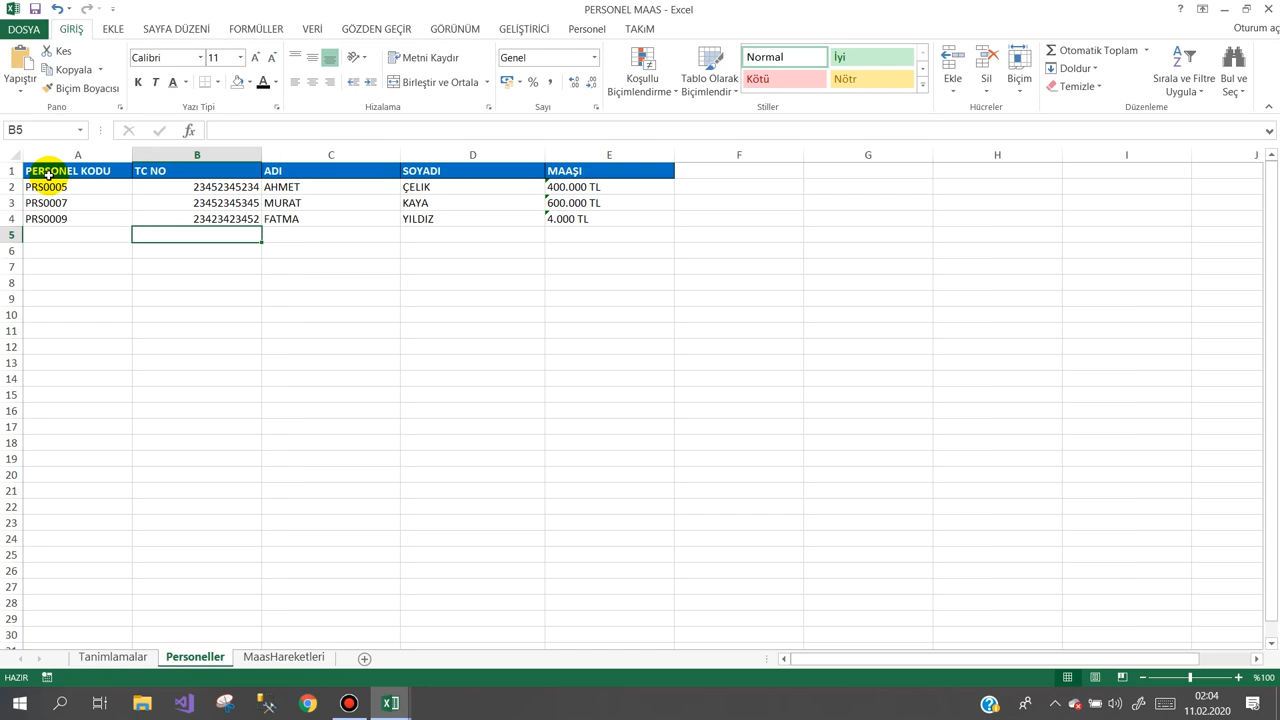 PERSONEL MAAS - Excel
DOSYA GİRİŞ EKLE SAYFA DÜZENİ FORMÜLLER VERİ GÖZDEN GEÇİR GÖRÜNÜM GELİŞTİRİCİ Personel TAKıM Oturum aç
Yapıştır
Kes
Kopyala
Biçim Boyacısı
Pano
Calibri 11
K T A
Yazı Tipi
Metni Kaydır
Birleştir ve Ortala
Hizalama
Genel
Sayı
Koşullu Biçimlendirme
Tablo Olarak Biçimlendir
Normal İyi
Kötü Nötr
Stiller
Ekle Sil Biçim
Hücreler
Otomatik Toplam
Doldur
Temizle
Sırala ve Filtre Uygula
Bul ve Seç
Düzenleme
B5 fx
A B C D E F G H I J
1 PERSONEL KODU TC NO ADI SOYADI MAAŞI
2 PRS0005 23452345234 AHMET ÇELIK 400.000 TL
3 PRS0007 23452345345 MURAT KAYA 600.000 TL
4 PRS0009 23423423452 FATMA YILDIZ 4.000 TL
5
6
7
8
9
10
11
12
13
14
15
16
17
18
19
20
21
22
23
24
25
26
27
28
29
30
Tanimlamalar Personeller MaasHareketleri
HAZIR %100
02:04
11.02.2020